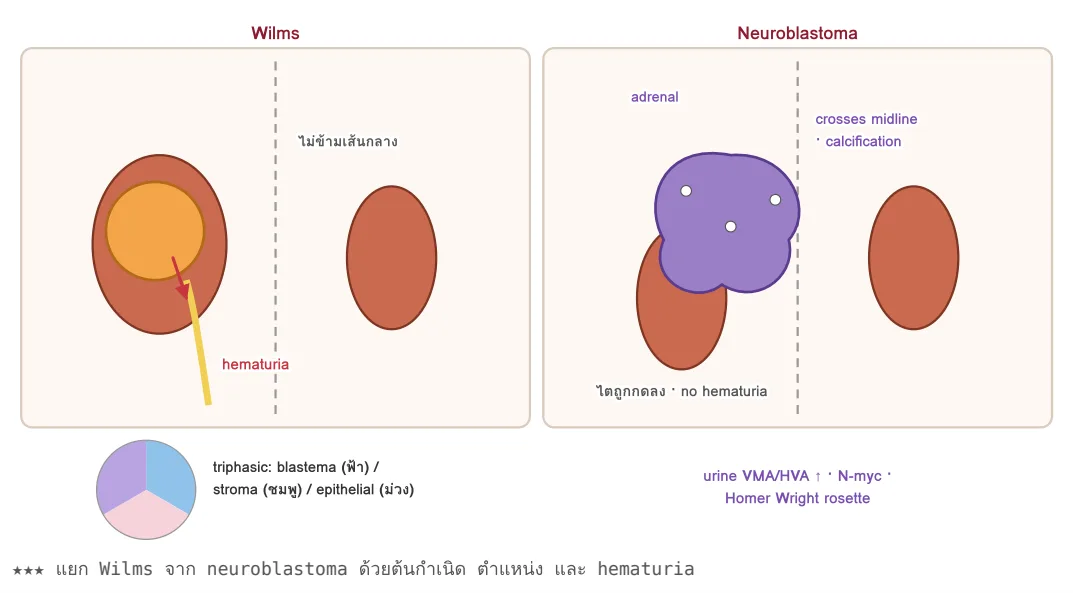 Wilms
ไม่ข้ามเส้นกลาง
hematuria
triphasic: blastema (ฟ้า) /
stroma (ชมพู) / epithelial (ม่วง)
Neuroblastoma
adrenal
crosses midline
· calcification
ไตถูกกดลง · no hematuria
urine VMA/HVA ↑ · N-myc ·
Homer Wright rosette
★★★ แยก Wilms จาก neuroblastoma ด้วยต้นกำเนิด ตำแหน่ง และ hematuria